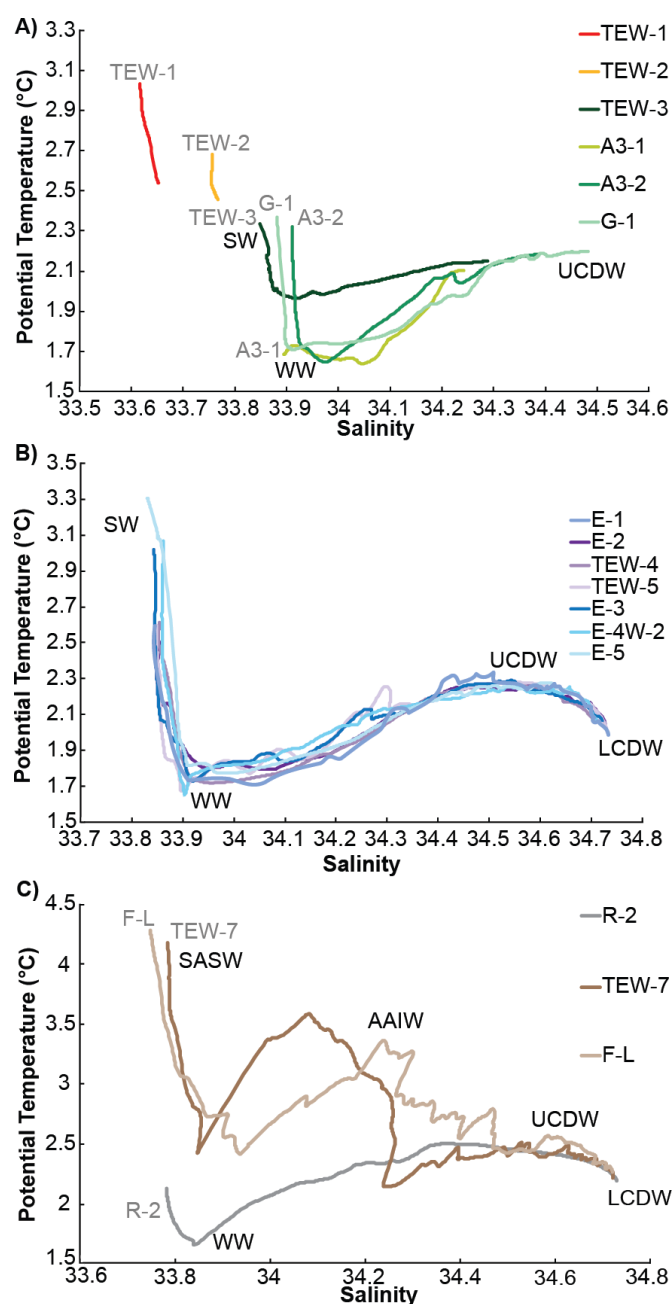 A)
3.3
3.1
2.9
2.7
2.5
2.3
2.1
1.9
1.7
1.5
Potential Temperature (°C)
TEW-1
TEW-2
TEW-3
SW
G-1
A3-2
A3-1
WW
UCDW
TEW-1
TEW-2
TEW-3
A3-1
A3-2
G-1
33.5 33.6 33.7 33.8 33.9 34 34.1 34.2 34.3 34.4 34.5 34.6
Salinity
B)
3.5
3.3
3.1
2.9
2.7
2.5
2.3
2.1
1.9
1.7
1.5
Potential Temperature (°C)
SW
WW
UCDW
LCDW
E-1
E-2
TEW-4
TEW-5
E-3
E-4W-2
E-5
33.7 33.8 33.9 34 34.1 34.2 34.3 34.4 34.5 34.6 34.7 34.8
Salinity
C)
4.5
4
3.5
3
2.5
2
1.5
Potential Temperature (°C)
F-L
TEW-7
SASW
AAIW
UCDW
LCDW
R-2
WW
R-2
TEW-7
F-L
33.6 33.8 34 34.2 34.4 34.6 34.8
Salinity